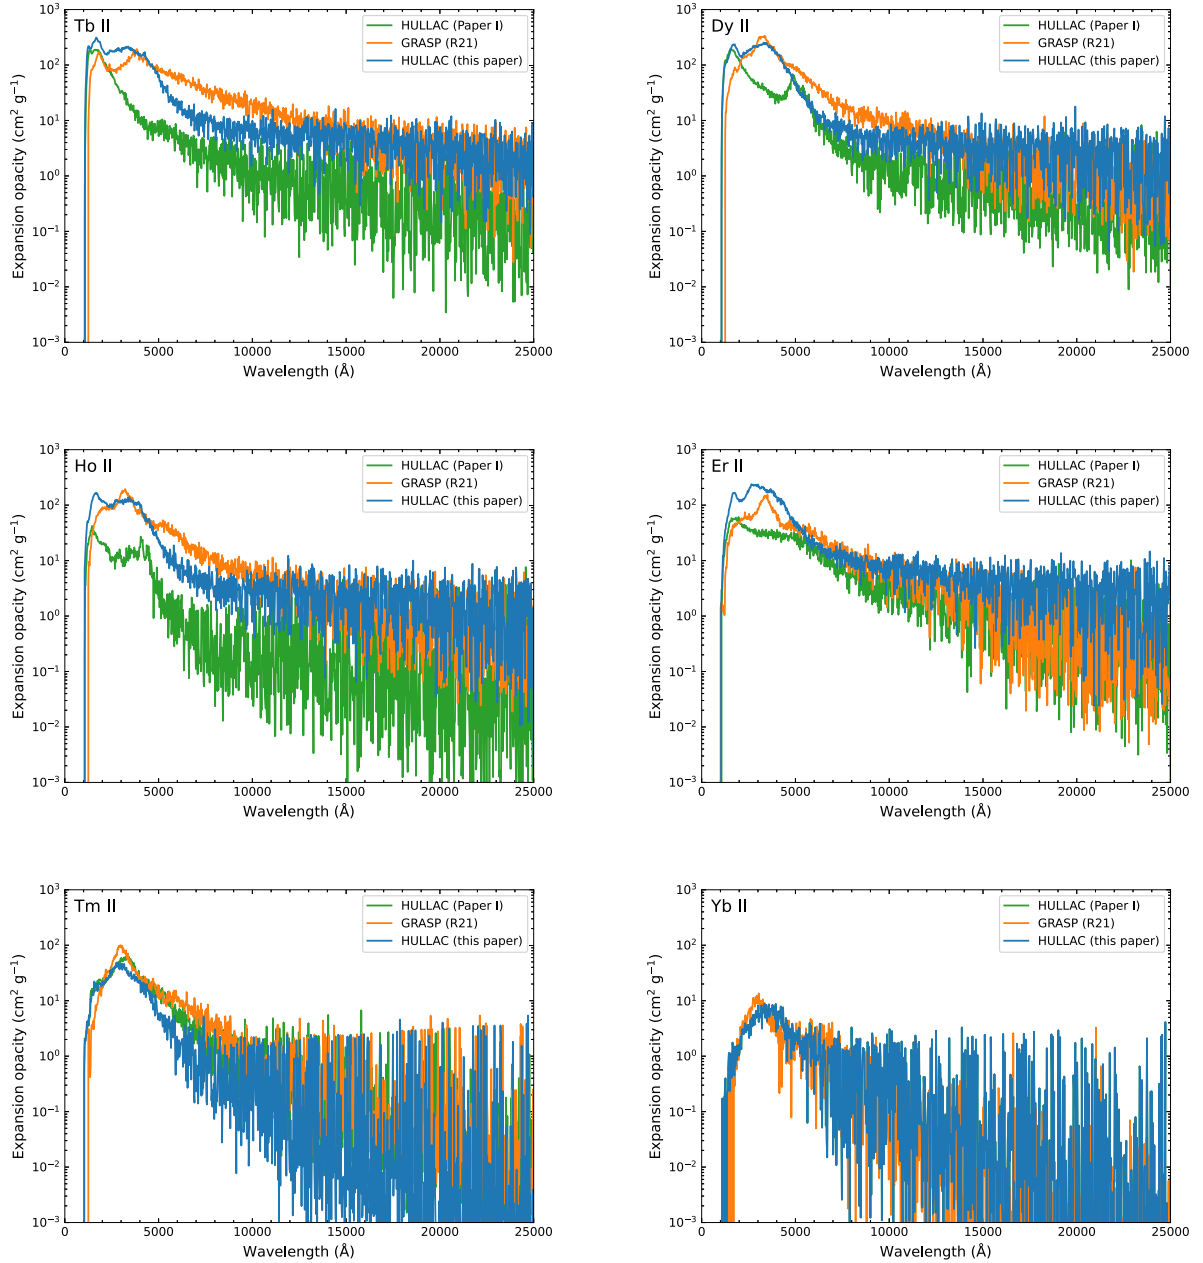 Tb II
HULLAC (Paper I)
GRASP (R21)
HULLAC (this paper)
Expansion opacity (cm² g⁻¹)
10³
10²
10¹
10⁰
10⁻¹
10⁻²
10⁻³
0 5000 10000 15000 20000 25000
Wavelength (Å)
Dy II
HULLAC (Paper I)
GRASP (R21)
HULLAC (this paper)
Expansion opacity (cm² g⁻¹)
10³
10²
10¹
10⁰
10⁻¹
10⁻²
10⁻³
0 5000 10000 15000 20000 25000
Wavelength (Å)
Ho II
HULLAC (Paper I)
GRASP (R21)
HULLAC (this paper)
Expansion opacity (cm² g⁻¹)
10³
10²
10¹
10⁰
10⁻¹
10⁻²
10⁻³
0 5000 10000 15000 20000 25000
Wavelength (Å)
Er II
HULLAC (Paper I)
GRASP (R21)
HULLAC (this paper)
Expansion opacity (cm² g⁻¹)
10³
10²
10¹
10⁰
10⁻¹
10⁻²
10⁻³
0 5000 10000 15000 20000 25000
Wavelength (Å)
Tm II
HULLAC (Paper I)
GRASP (R21)
HULLAC (this paper)
Expansion opacity (cm² g⁻¹)
10³
10²
10¹
10⁰
10⁻¹
10⁻²
10⁻³
0 5000 10000 15000 20000 25000
Wavelength (Å)
Yb II
HULLAC (Paper I)
GRASP (R21)
HULLAC (this paper)
Expansion opacity (cm² g⁻¹)
10³
10²
10¹
10⁰
10⁻¹
10⁻²
10⁻³
0 5000 10000 15000 20000 25000
Wavelength (Å)